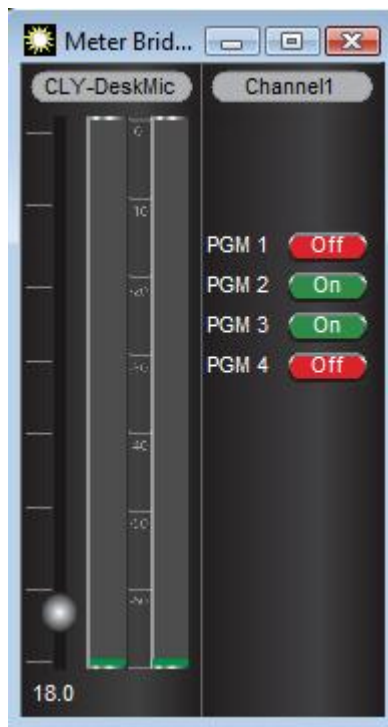 Meter Brid...
CLY-DeskMic
Channel1
0
10
PGM 1 Off
PGM 2 On
PGM 3 On
PGM 4 Off
40
18.0